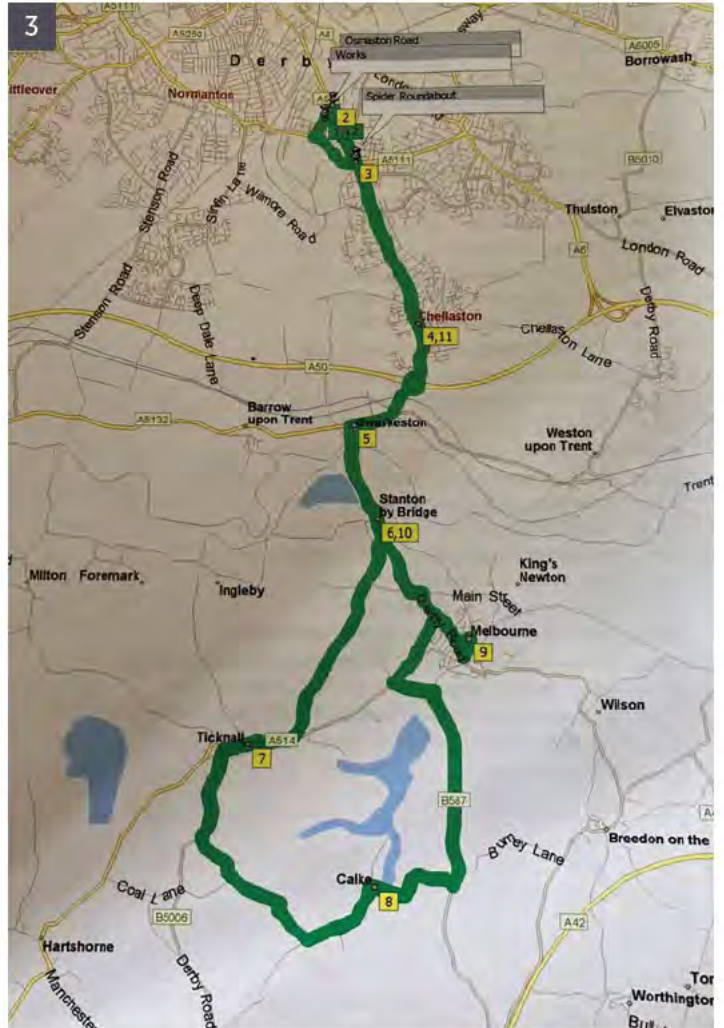 3
A5111
A5250
A6
sway
Osmaston Road
Works
Derby
A6005
Borrowash
ittleover
Normanton
Spider Roundabout
2
3
A5111
B5010
Stenson Road
Sinfin Lane
Wilmore Road
Thulston
Elvaston
A6
London Road
Stenson Road
Deep Dale Lane
Derby Road
Chellaston
4,11
Chellaston Lane
A50
Barrow
upon Trent
A5132
5
Weston
upon Trent
Trent
Stanton
by Bridge
6,10
King's
Newton
Milton
Foremark
Ingleby
Main Street
Melbourne
9
Wilson
Ticknall
A514
7
B587
Breedon on the
Calke
8
Coal Lane
B5006
A42
Hartshorne
Derby Road
Manchester
Worthington